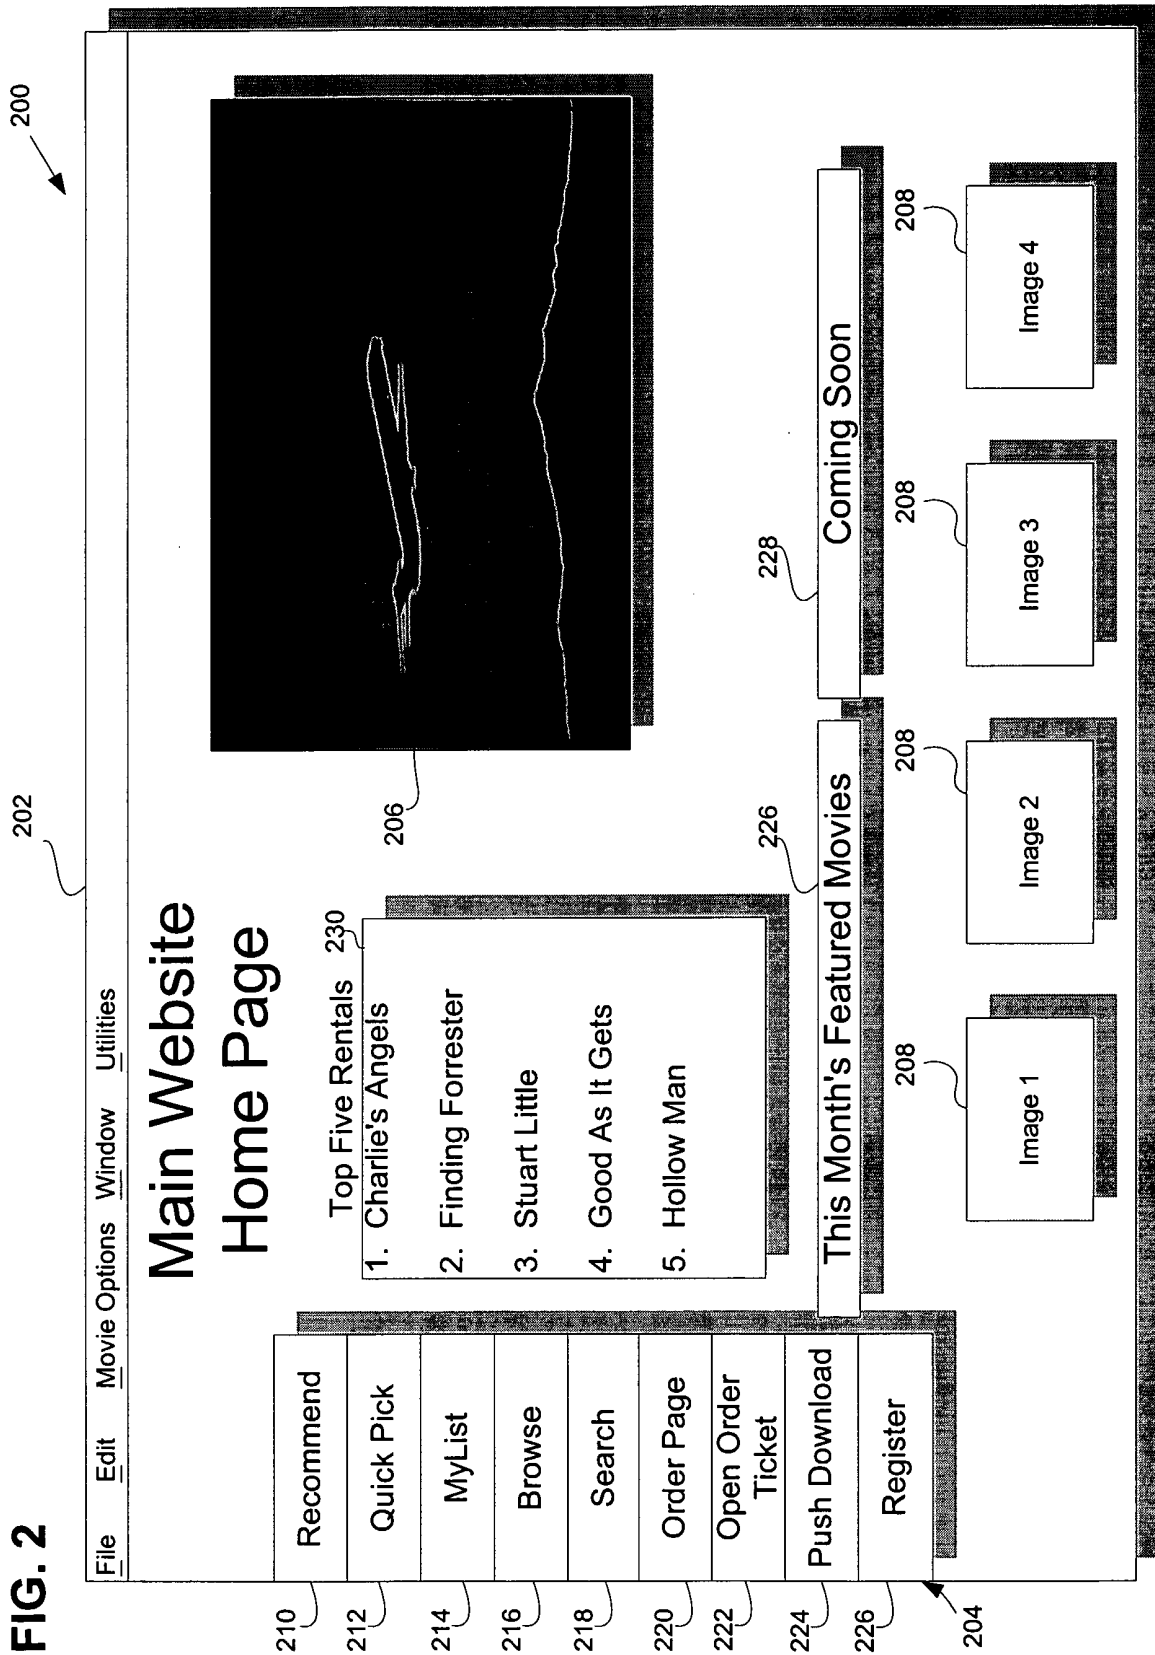 FIG. 2
200
202
File Edit Movie Options Window Utilities
Main Website
Home Page
210
Recommend
212
Quick Pick
214
MyList
216
Browse
218
Search
220
Order Page
222
Open Order
Ticket
224
Push Download
226
Register
204
Top Five Rentals
230
1. Charlie's Angels
2. Finding Forrester
3. Stuart Little
4. Good As It Gets
5. Hollow Man
206
226
228
This Month's Featured Movies
Coming Soon
208
208
208
208
Image 1
Image 2
Image 3
Image 4